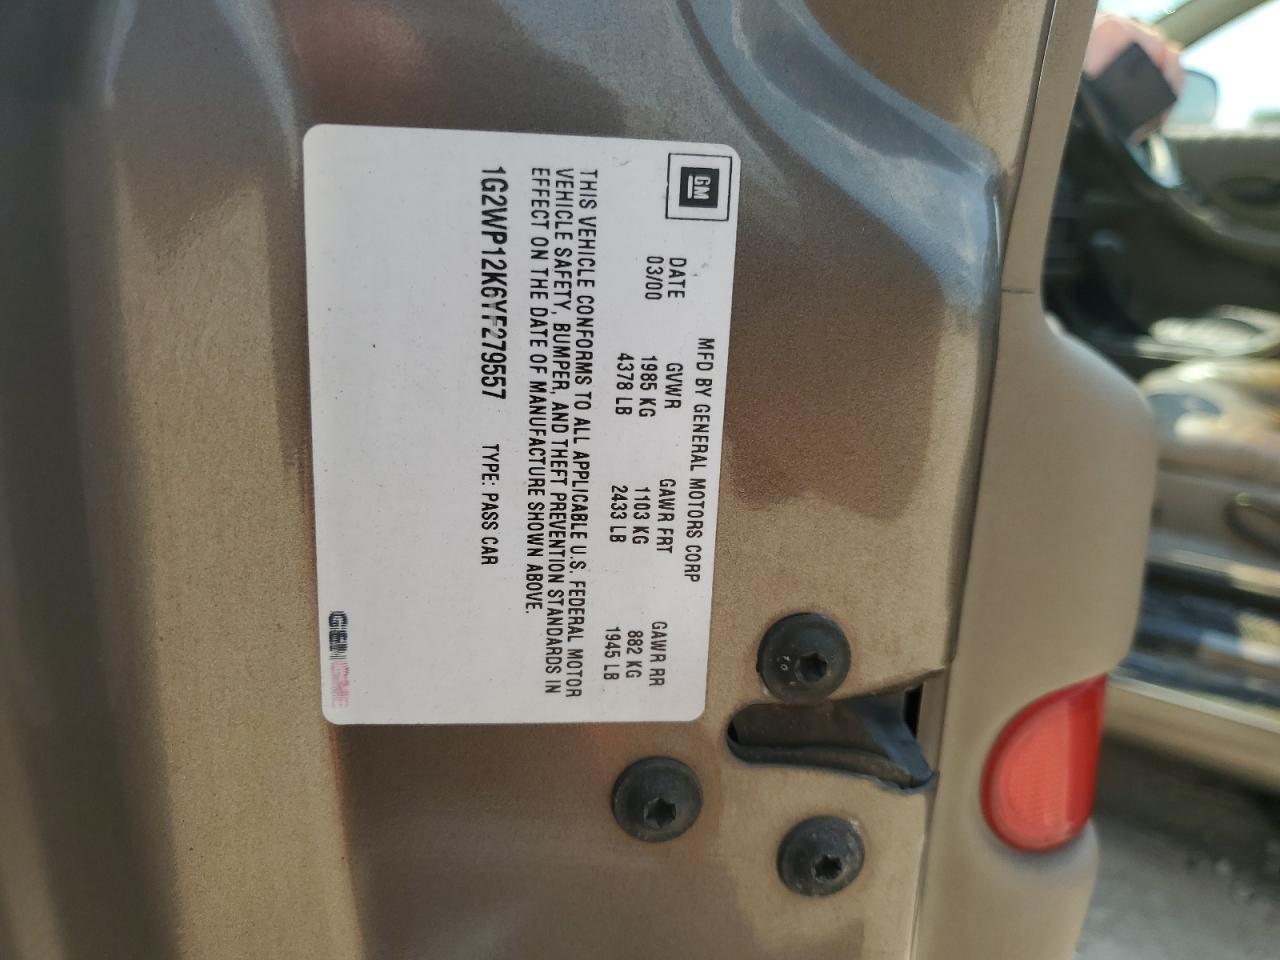 GM
MFD BY GENERAL MOTORS CORP
DATE GVWR GAWR FRT GAWR RR
03/00 1985 KG 1103 KG 882 KG
4378 LB 2433 LB 1945 LB
THIS VEHICLE CONFORMS TO ALL APPLICABLE U.S. FEDERAL MOTOR
VEHICLE SAFETY, BUMPER, AND THEFT PREVENTION STANDARDS IN
EFFECT ON THE DATE OF MANUFACTURE SHOWN ABOVE.
1G2WP12K6YF279557 TYPE: PASS CAR